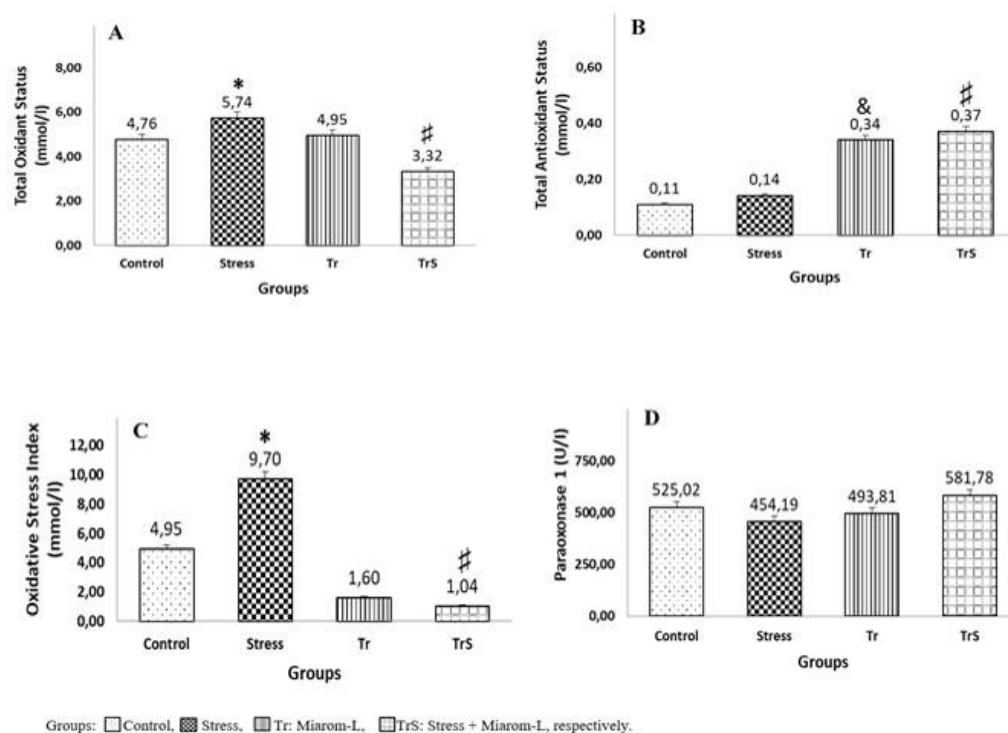 A
Total Oxidant Status
(mmol/l)
8,00
6,00
4,00
2,00
0,00
4,76
*
5,74
4,95
♯
3,32
Control Stress Tr TrS
Groups
B
Total Antioxidant Status
(mmol/l)
0,60
0,40
0,20
0,00
0,11
0,14
&
0,34
♯
0,37
Control Stress Tr TrS
Groups
C
Oxidative Stress Index
(mmol/l)
12,00
10,00
8,00
6,00
4,00
2,00
0,00
4,95
*
9,70
1,60
♯
1,04
Control Stress Tr TrS
Groups
D
Paraoxonase 1 (U/l)
750,00
500,00
250,00
0,00
525,02
454,19
493,81
581,78
Control Stress Tr TrS
Groups
Groups: Control, Stress, Tr: Miarom-L, TrS: Stress + Miarom-L, respectively.